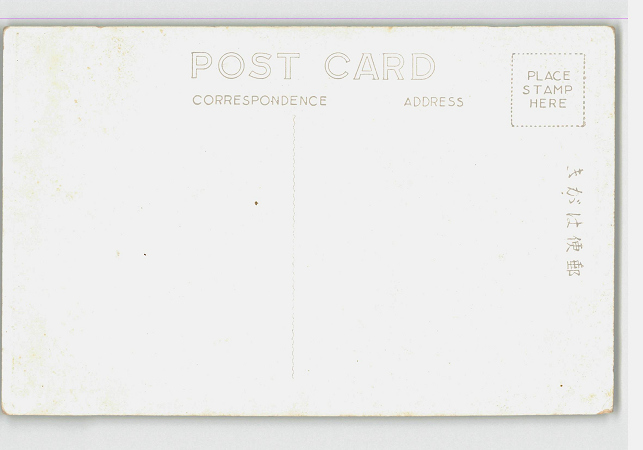 POST CARD
CORRESPONDENCE
ADDRESS
PLACE
STAMP
HERE
郵便はがき